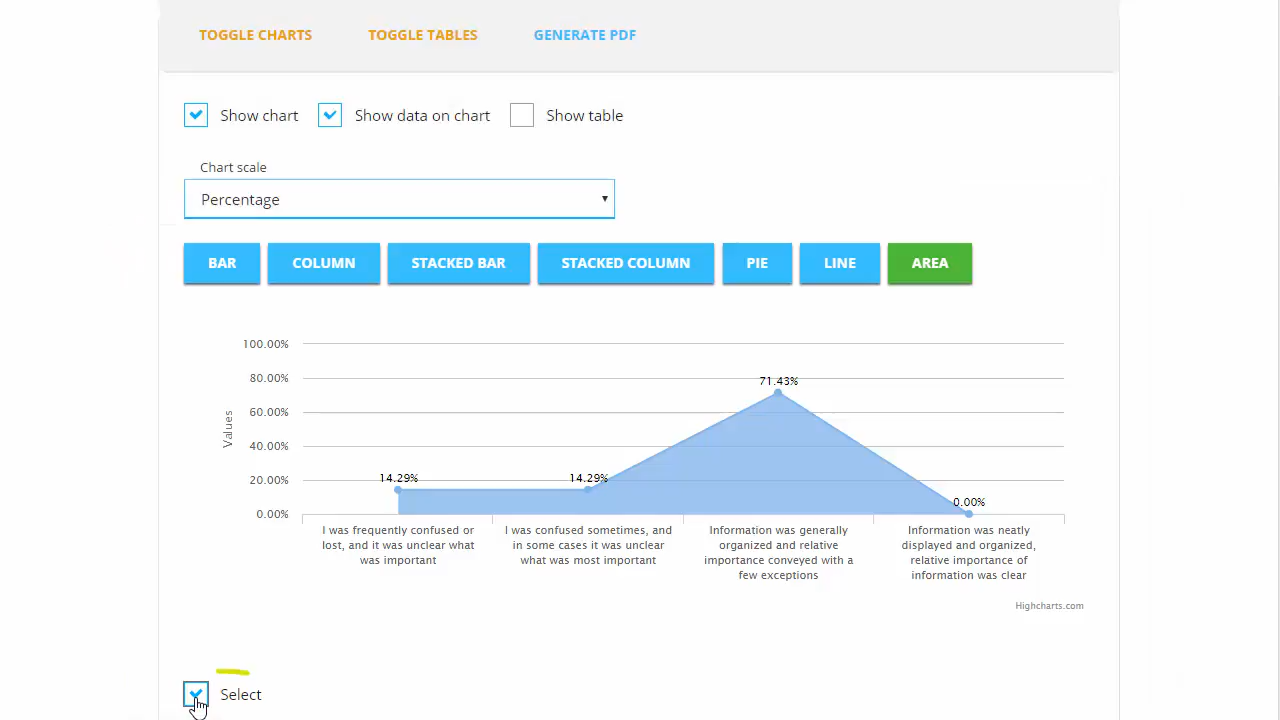 TOGGLE CHARTS TOGGLE TABLES GENERATE PDF
Show chart Show data on chart Show table
Chart scale
Percentage
BAR COLUMN STACKED BAR STACKED COLUMN PIE LINE AREA
100.00%
80.00%
60.00%
40.00%
20.00%
0.00%
Values
14.29%
14.29%
71.43%
0.00%
I was frequently confused or
lost, and it was unclear what
was important
I was confused sometimes, and
in some cases it was unclear
what was most important
Information was generally
organized and relative
importance conveyed with a
few exceptions
Information was neatly
displayed and organized,
relative importance of
information was clear
Highcharts.com
Select